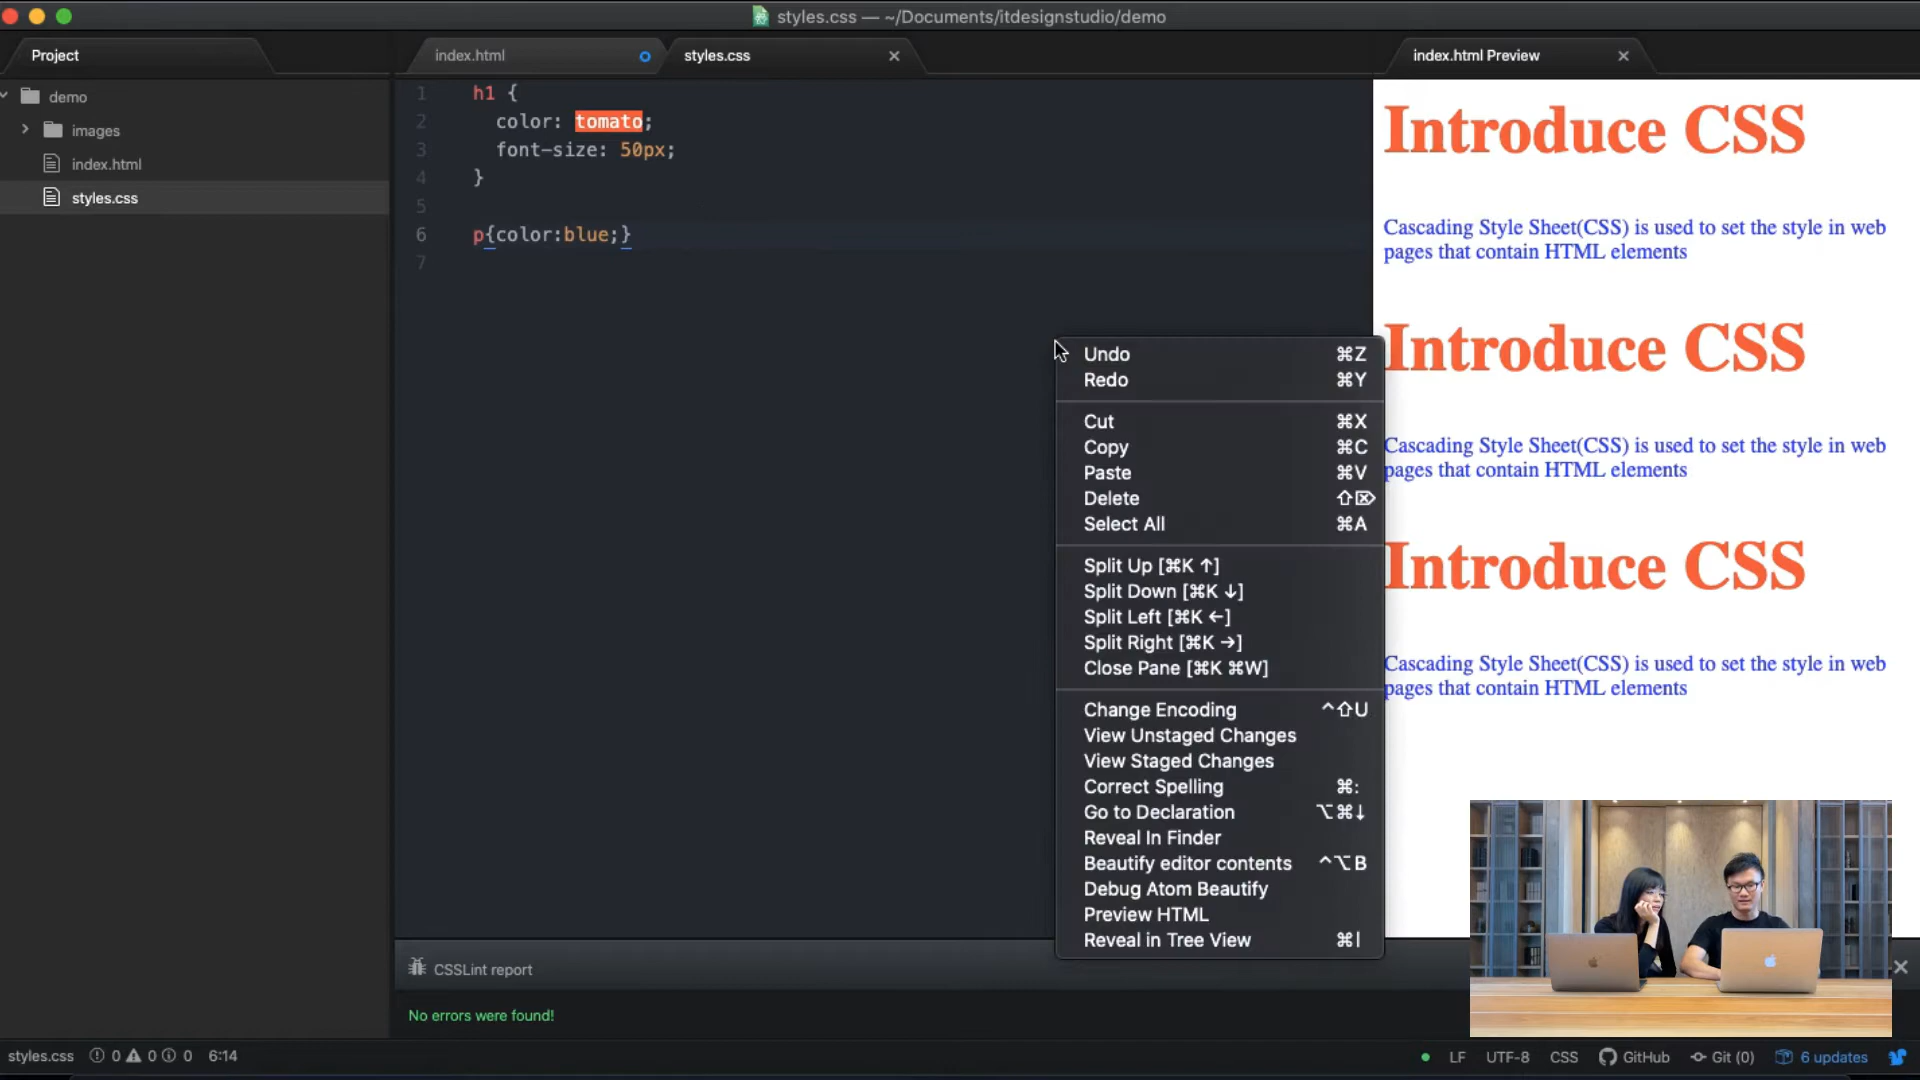 styles.css — ~/Documents/itdesignstudio/demo
Project
index.html
styles.css
index.html Preview
demo
images
index.html
styles.css
1 h1 {
2 color: tomato;
3 font-size: 50px;
4 }
5
6 p{color:blue;}
7
Introduce CSS
Cascading Style Sheet(CSS) is used to set the style in web
pages that contain HTML elements
Introduce CSS
Cascading Style Sheet(CSS) is used to set the style in web
pages that contain HTML elements
Introduce CSS
Cascading Style Sheet(CSS) is used to set the style in web
pages that contain HTML elements
Undo ⌘Z
Redo ⌘Y
Cut ⌘X
Copy ⌘C
Paste ⌘V
Delete ⇧⌦
Select All ⌘A
Split Up [⌘K ↑]
Split Down [⌘K ↓]
Split Left [⌘K ←]
Split Right [⌘K →]
Close Pane [⌘K ⌘W]
Change Encoding ^⇧U
View Unstaged Changes
View Staged Changes
Correct Spelling ⌘:
Go to Declaration ⌥⌘↓
Reveal In Finder
Beautify editor contents ^⌥B
Debug Atom Beautify
Preview HTML
Reveal in Tree View ⌘|
CSSLint report
No errors were found!
styles.css 0 0 0 6:14
LF UTF-8 CSS GitHub Git (0) 6 updates